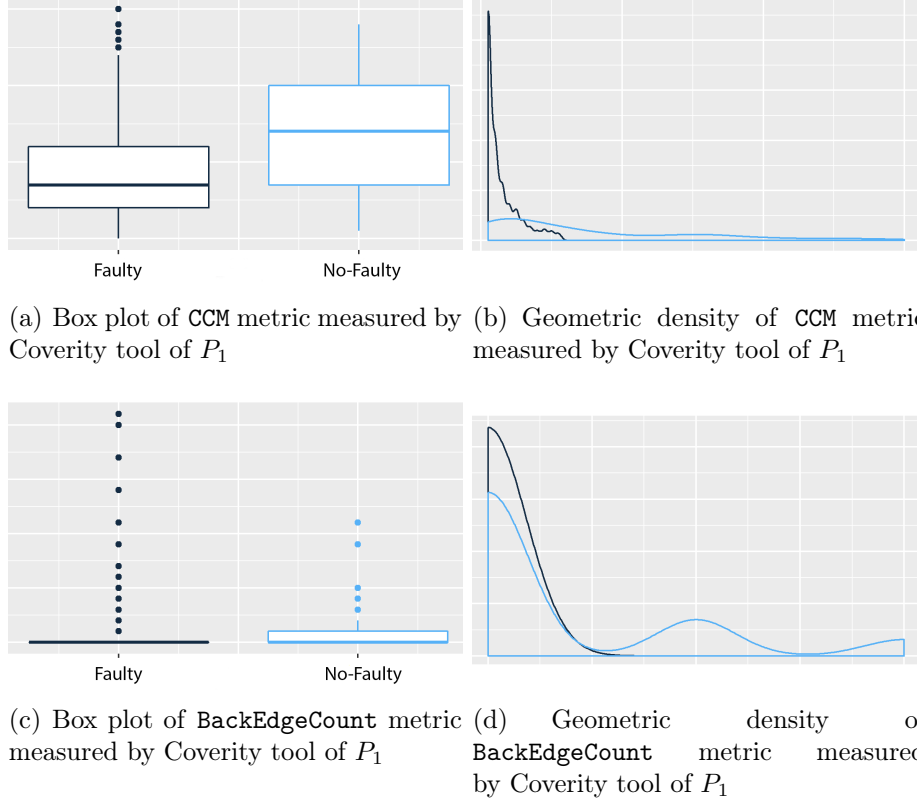 Faulty
No-Faulty
(a) Box plot of CCM metric measured by
Coverity tool of P1
(b) Geometric density of CCM metric
measured by Coverity tool of P1
Faulty
No-Faulty
(c) Box plot of BackEdgeCount metric
measured by Coverity tool of P1
(d) Geometric density o
BackEdgeCount metric measured
by Coverity tool of P1